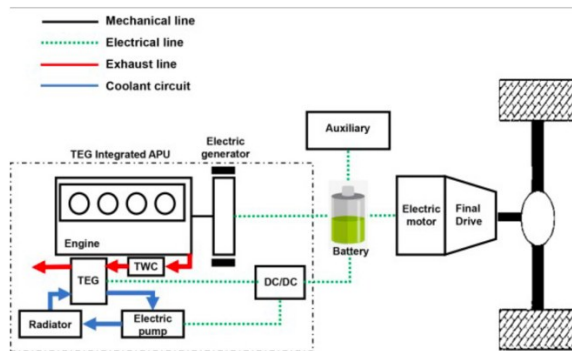 Mechanical line
Electrical line
Exhaust line
Coolant circuit
TEG Integrated APU
Electric
generator
Auxiliary
Engine
Battery
Electric
motor
Final
Drive
TWC
TEG
DC/DC
Radiator
Electric
pump